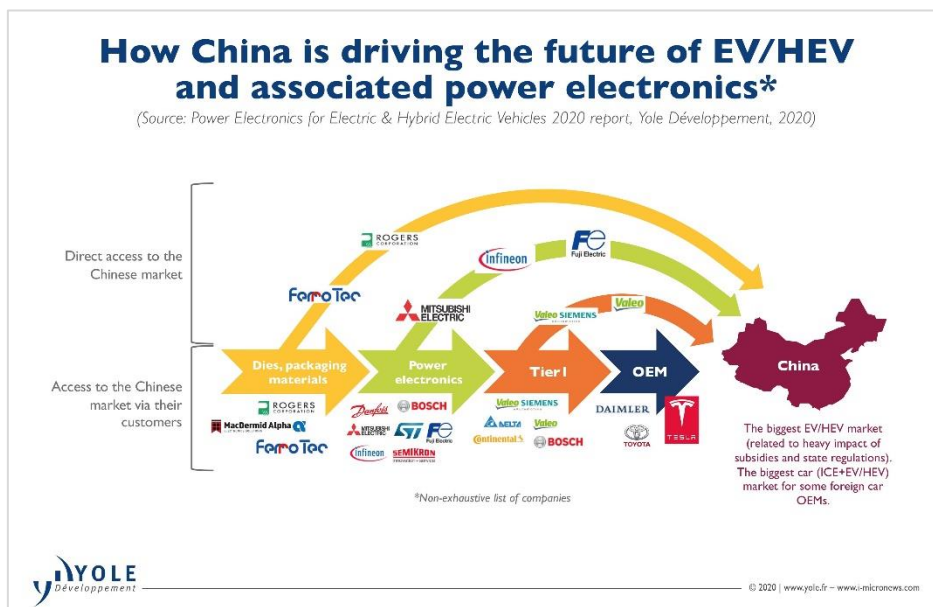 How China is driving the future of EV/HEV
and associated power electronics*
(Source: Power Electronics for Electric & Hybrid Electric Vehicles 2020 report, Yole Développement, 2020)
Direct access to the
Chinese market
ROGERS
CORPORATION
FerroTec
infineon
Fe
Fuji Electric
MITSUBISHI
ELECTRIC
Valeo SIEMENS
Valeo
Access to the Chinese
market via their
customers
Dies, packaging
materials
Power
electronics
Tier1
OEM
China
ROGERS
CORPORATION
MacDermid Alpha
FerroTec
Danfoss
BOSCH
MITSUBISHI
ELECTRIC
ST
Fe
Fuji Electric
infineon
SEMIKRON
Valeo SIEMENS
DELTA
Valeo
Continental
BOSCH
DAIMLER
TOYOTA
TESLA
The biggest EV/HEV market
(related to heavy impact of
subsidies and state regulations).
The biggest car (ICE+EV/HEV)
market for some foreign car
OEMs.
*Non-exhaustive list of companies
YOLE
Développement
© 2020 | www.yole.fr – www.i-micronews.com